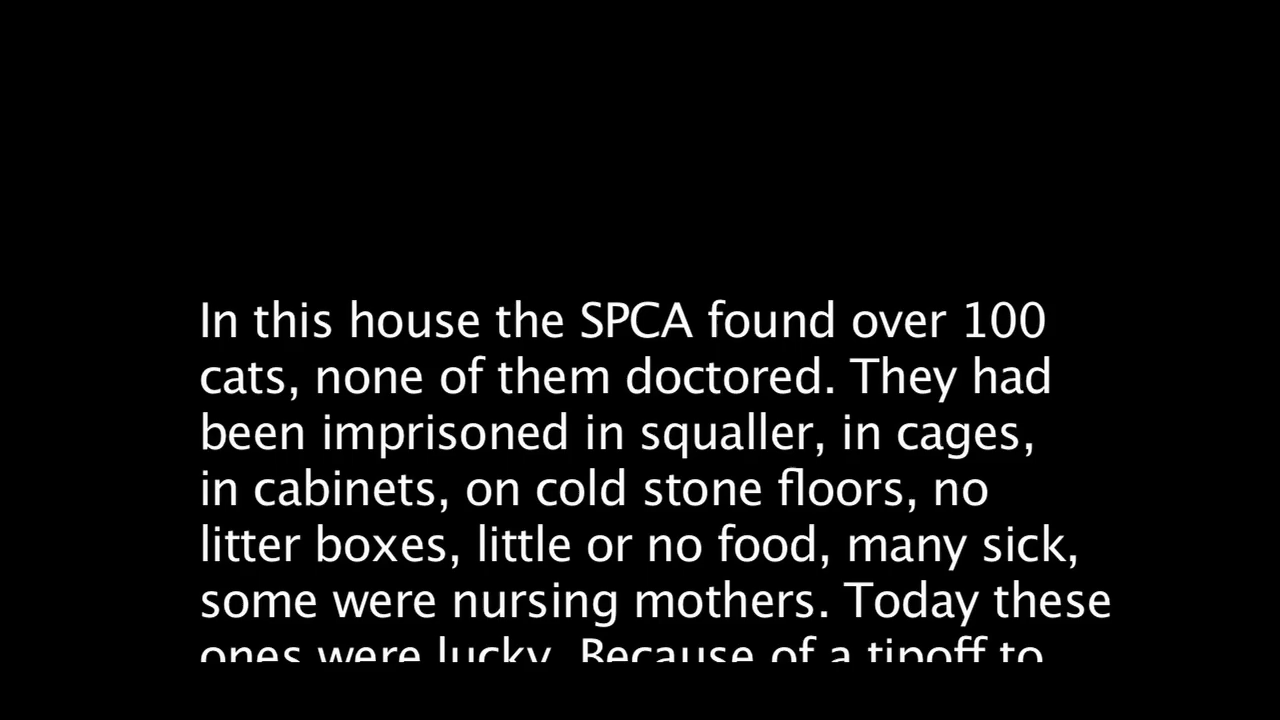 In this house the SPCA found over 100
cats, none of them doctored. They had
been imprisoned in squaller, in cages,
in cabinets, on cold stone floors, no
litter boxes, little or no food, many sick,
some were nursing mothers. Today these
ones were lucky. Because of a tipoff to